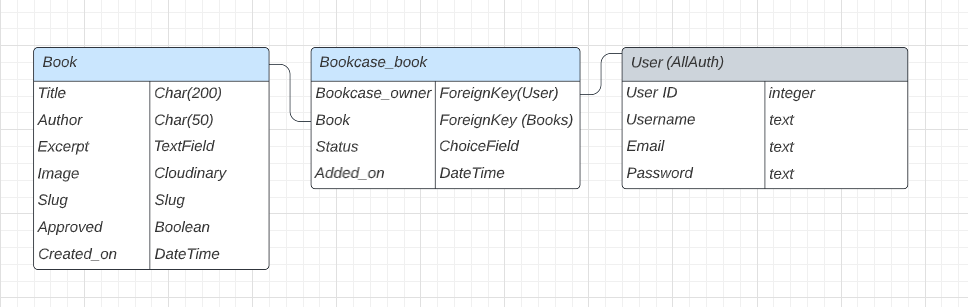 Book
Title Char(200)
Author Char(50)
Excerpt TextField
Image Cloudinary
Slug Slug
Approved Boolean
Created_on DateTime
Bookcase_book
Bookcase_owner ForeignKey(User)
Book ForeignKey (Books)
Status ChoiceField
Added_on DateTime
User (AllAuth)
User ID integer
Username text
Email text
Password text